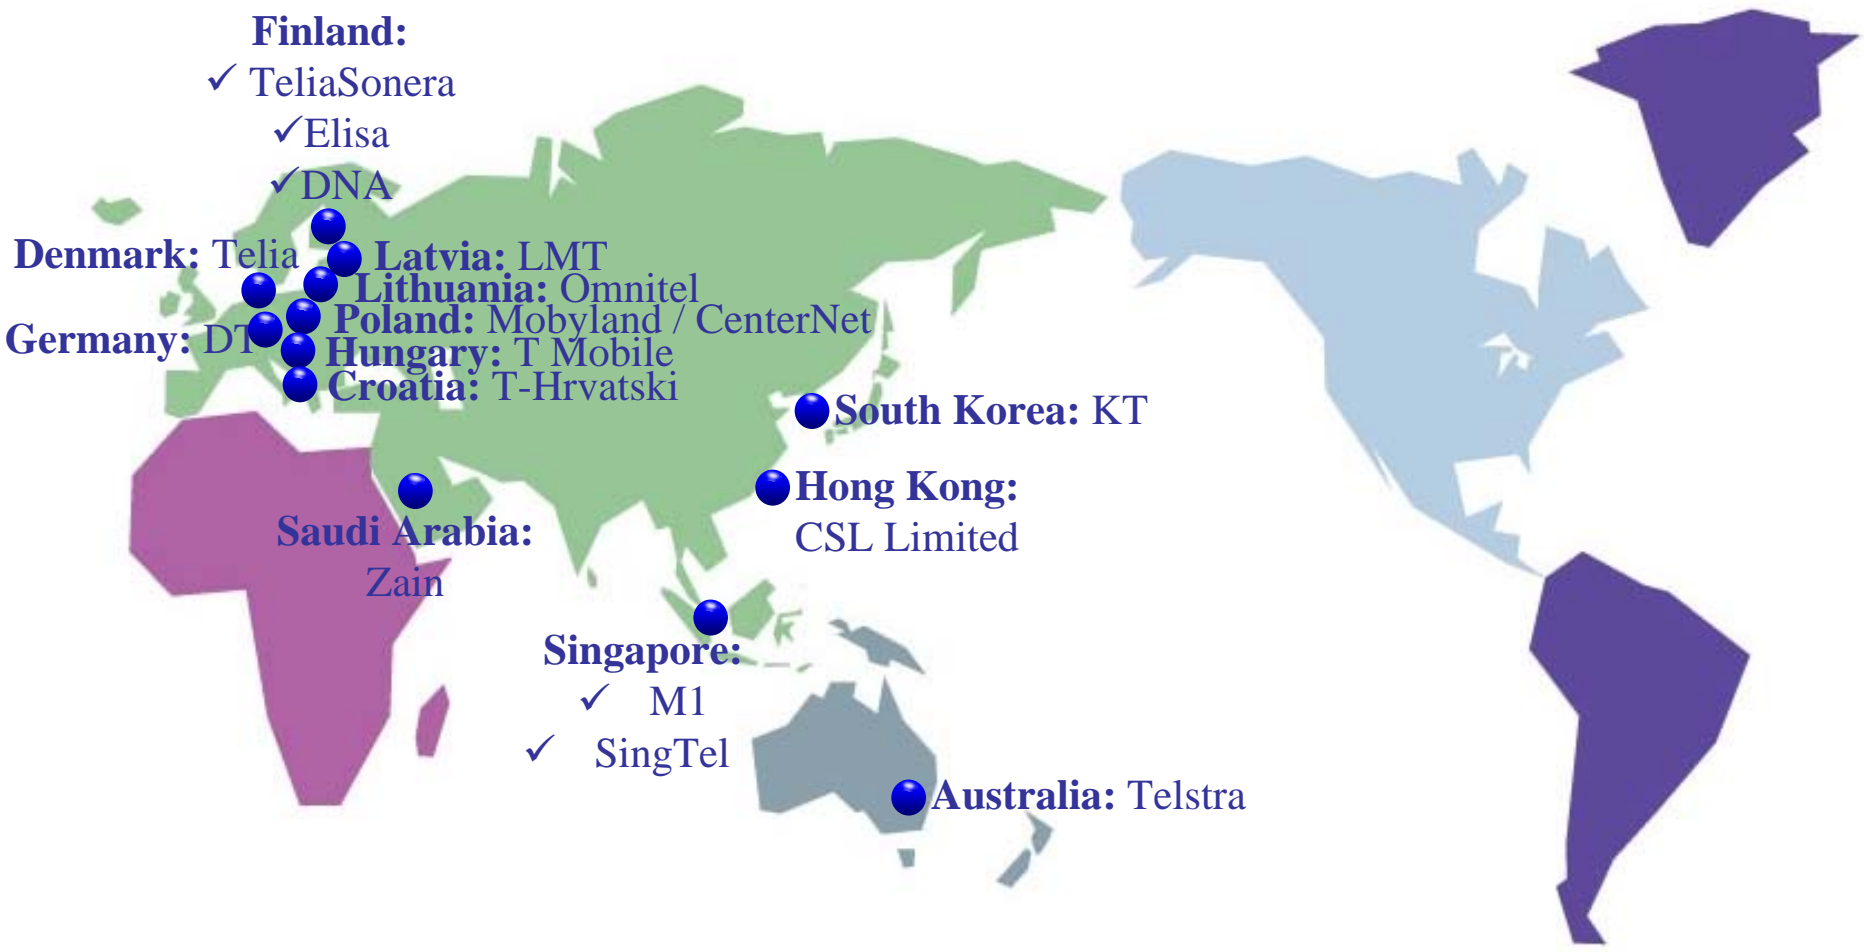 Finland:
✓ TeliaSonera
✓Elisa
✓DNA
Denmark: Telia
Latvia: LMT
Lithuania: Omnitel
Poland: Mobyland / CenterNet
Germany: DT
Hungary: T Mobile
Croatia: T-Hrvatski
South Korea: KT
Hong Kong:
CSL Limited
Saudi Arabia:
Zain
Singapore:
✓ M1
✓ SingTel
Australia: Telstra